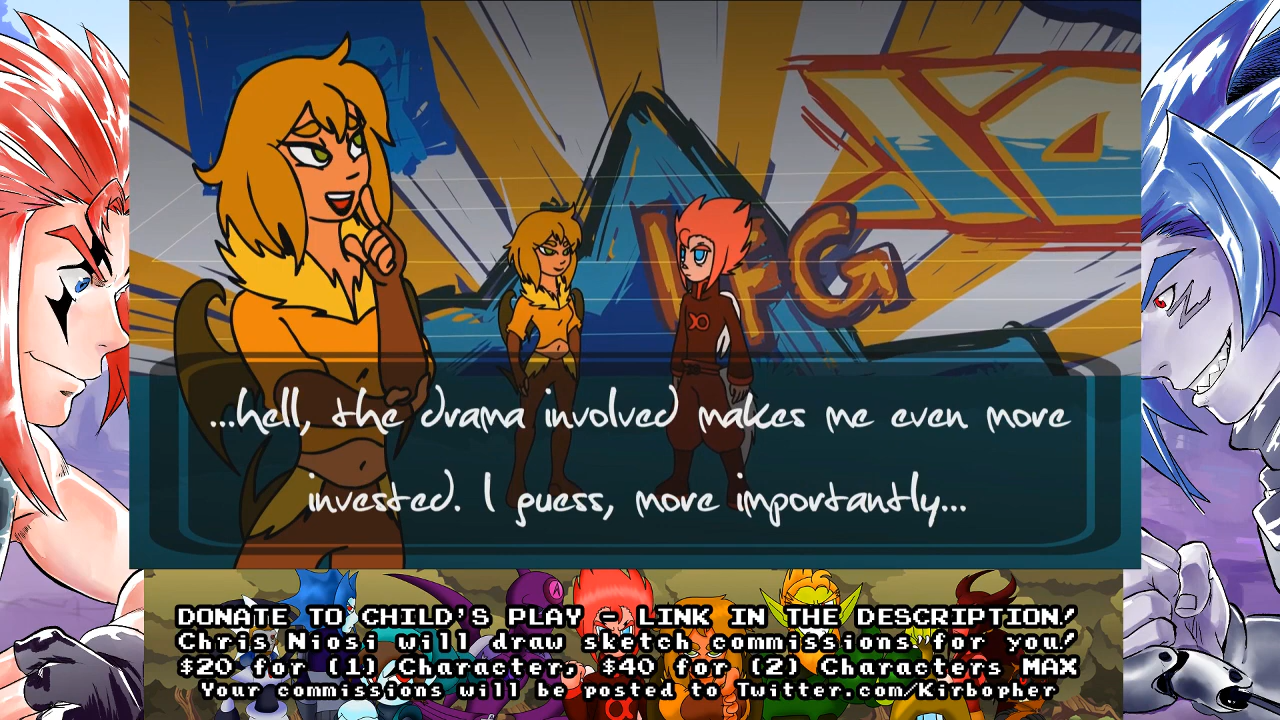 XQ
LFG
...hell, the drama involved makes me even more
invested. I guess, more importantly...
DONATE TO CHILD'S PLAY - LINK IN THE DESCRIPTION!
Chris Niosi will draw sketch commissions for you!
$20 for (1) Character, $40 for (2) Characters MAX
Your commissions will be posted to Twitter.com/Kirbopher